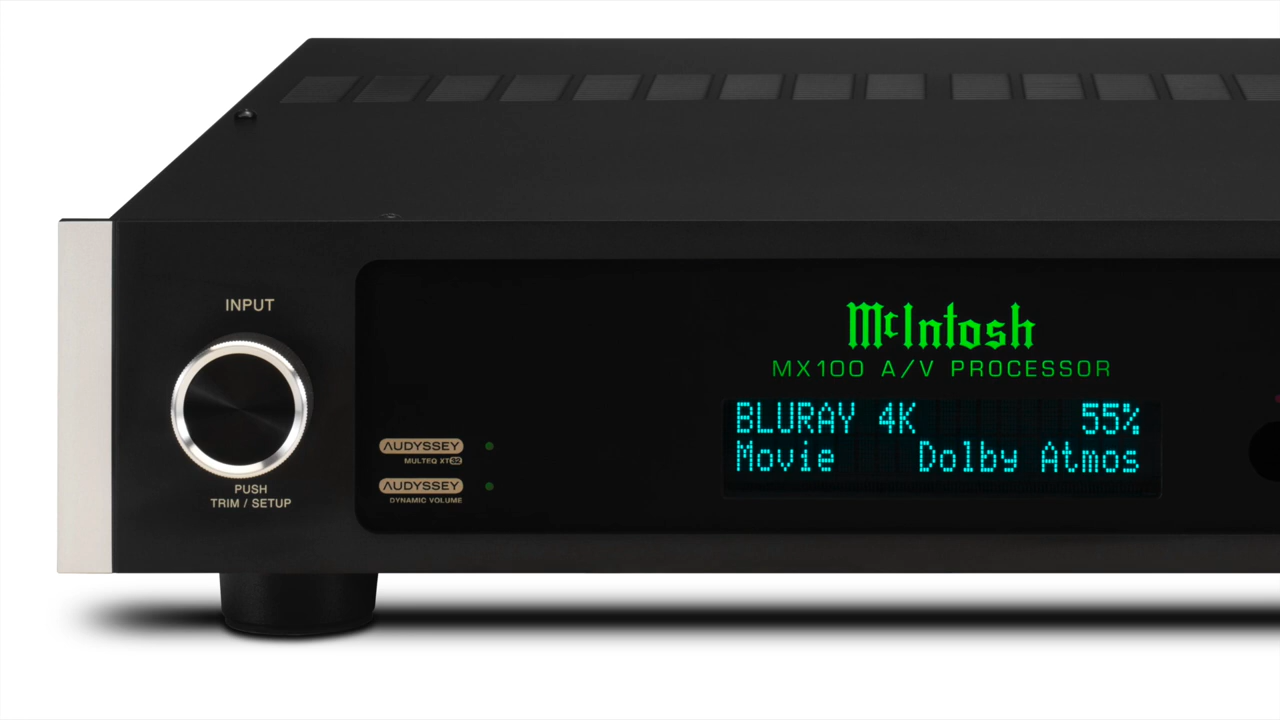 INPUT
PUSH
TRIM / SETUP
AUDYSSEY
MULTEQ XT32
AUDYSSEY
DYNAMIC VOLUME
McIntosh
MX100 A/V PROCESSOR
BLURAY 4K 55%
Movie Dolby Atmos